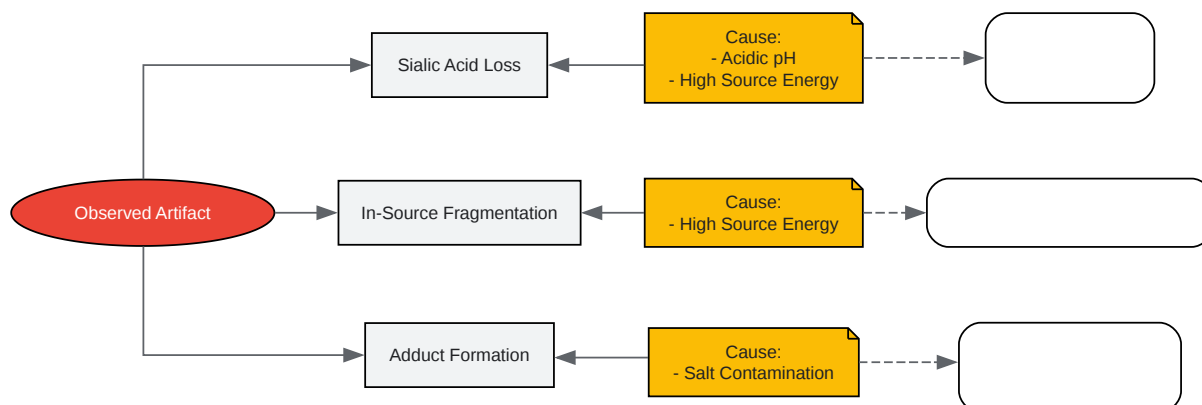 Observed Artifact
Sialic Acid Loss
Cause:
- Acidic pH
- High Source Energy
In-Source Fragmentation
Cause:
- High Source Energy
Adduct Formation
Cause:
- Salt Contamination